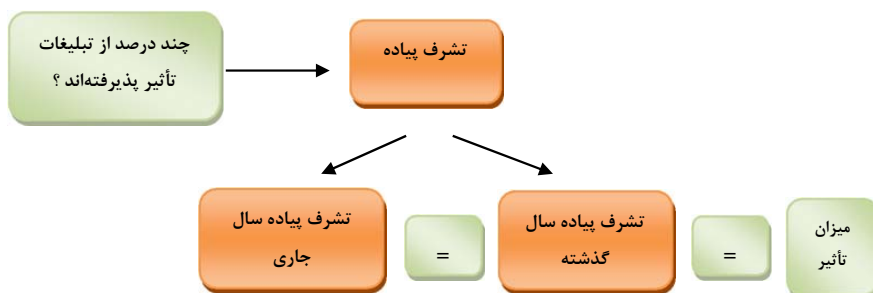 چند درصد از تبلیغات
تأثیر پذیرفته‌اند ؟
تشرف پیاده
میزان
تأثیر
=
تشرف پیاده سال
گذشته
=
تشرف پیاده سال
جاری